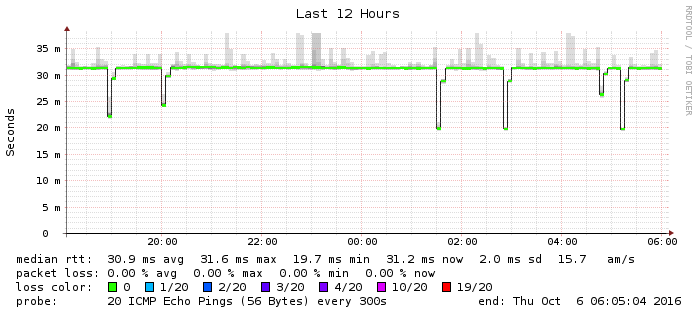 Last 12 Hours
RRDTOOL / TOBI OETIKER
Seconds
35 m
30 m
25 m
20 m
15 m
10 m
5 m
0
20:00 22:00 00:00 02:00 04:00 06:00
median rtt: 30.9 ms avg 31.6 ms max 19.7 ms min 31.2 ms now 2.0 ms sd 15.7 am/s
packet loss: 0.00 % avg 0.00 % max 0.00 % min 0.00 % now
loss color: 0 1/20 2/20 3/20 4/20 10/20 19/20
probe: 20 ICMP Echo Pings (56 Bytes) every 300s end: Thu Oct 6 06:05:04 2016